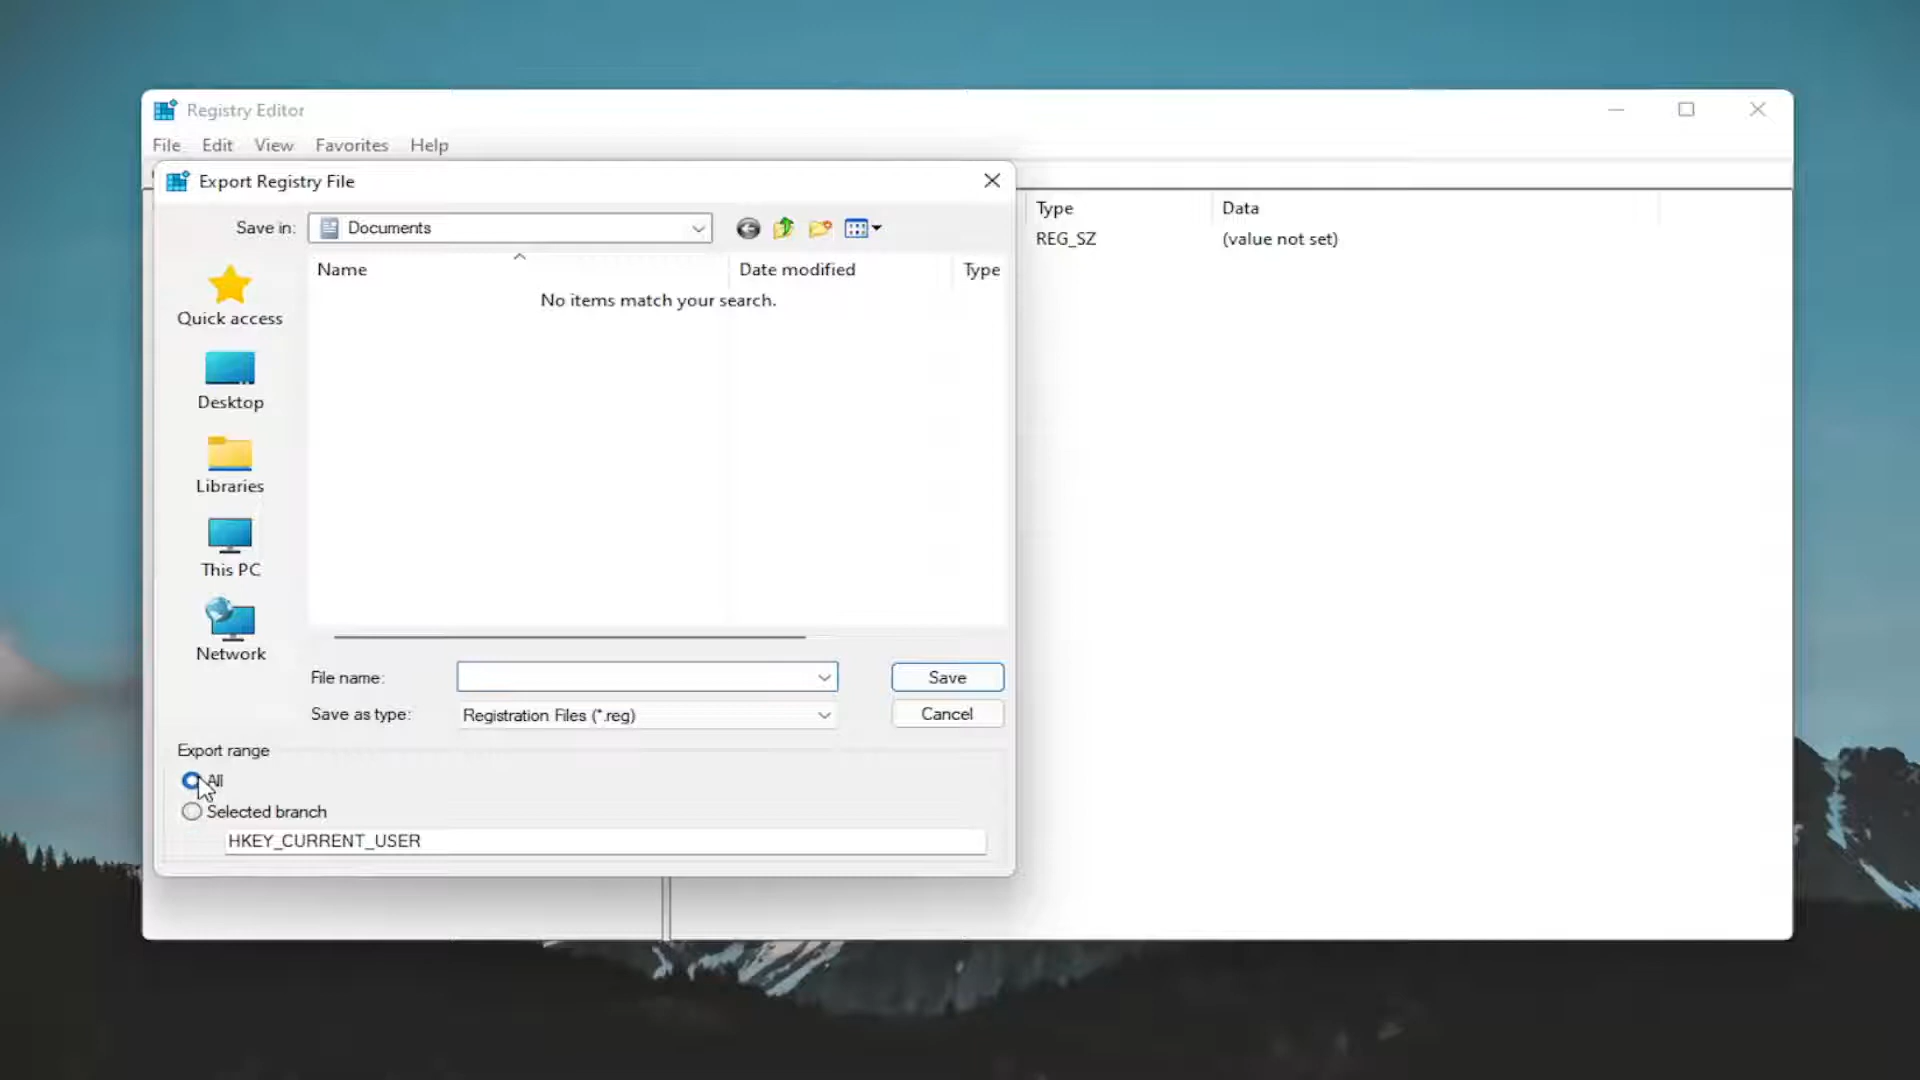 Registry Editor
File Edit View Favorites Help
Export Registry File
Save in: Documents
Type Data
REG_SZ (value not set)
Name Date modified Type
No items match your search.
Quick access
Desktop
Libraries
This PC
Network
File name: Save
Save as type: Registration Files (*.reg) Cancel
Export range
All
Selected branch
HKEY_CURRENT_USER